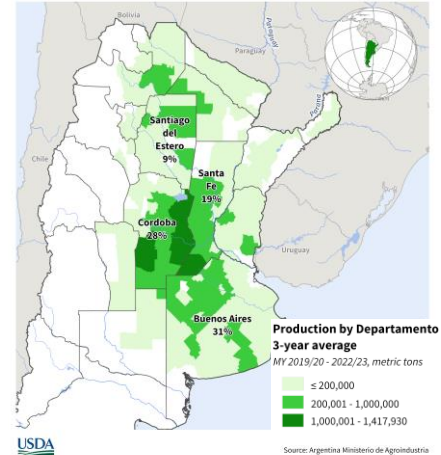 Bolivia
Paraguay
Paraguay
Parana
Chile
Santiago
del
Estero
9%
Santa
Fe
19%
Cordoba
28%
Uruguay
Buenos Aires
31%
Production by Departamento
3-year average
MY 2019/20 - 2022/23, metric tons
≤ 200,000
200,001 - 1,000,000
1,000,001 - 1,417,930
USDA
Source: Argentina Ministerio de Agroindustria